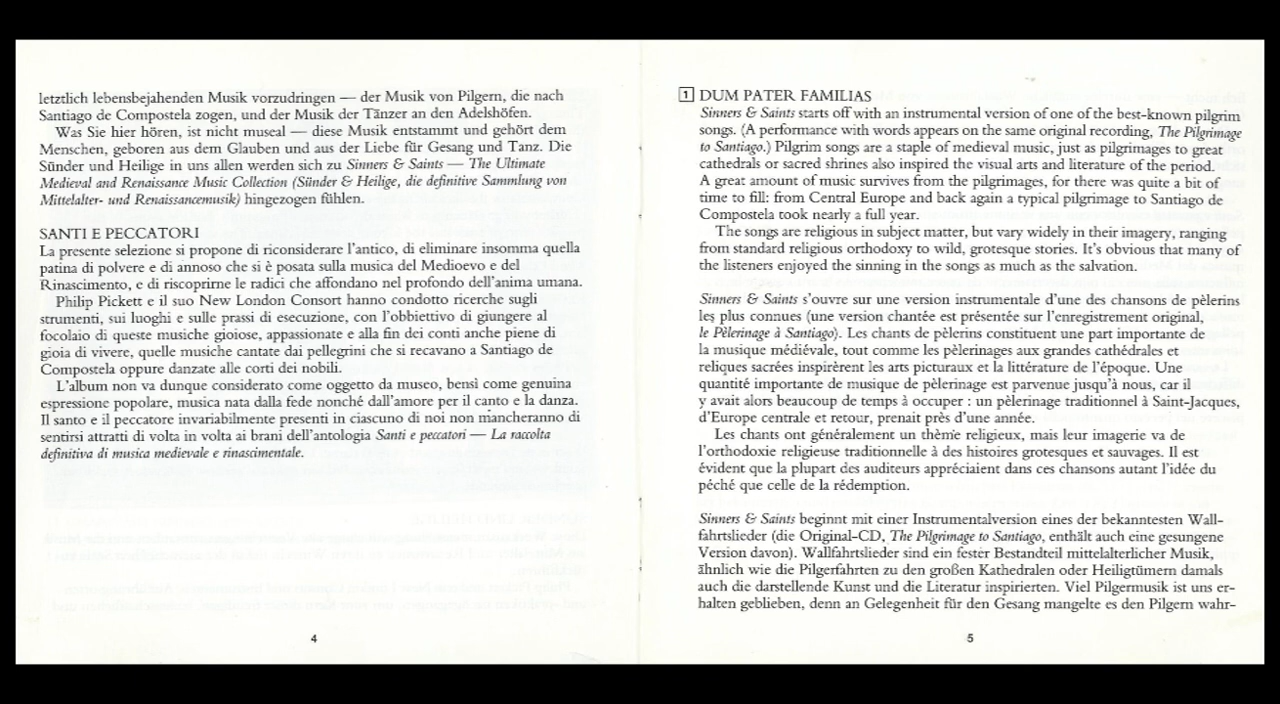 letztlich lebensbejahenden Musik vorzudringen — der Musik von Pilgern, die nach
Santiago de Compostela zogen, und der Musik der Tänzer an den Adelshöfen.
Was Sie hier hören, ist nicht museal — diese Musik entstammt und gehört dem
Menschen, geboren aus dem Glauben und aus der Liebe für Gesang und Tanz. Die
Sünder und Heilige in uns allen werden sich zu Sinners & Saints — The Ultimate
Medieval and Renaissance Music Collection (Sünder & Heilige, die definitive Sammlung von
Mittelalter- und Renaissancemusik) hingezogen fühlen.
SANTI E PECCATORI
La presente selezione si propone di riconsiderare l'antico, di eliminare insomma quella
patina di polvere e di annoso che si è posata sulla musica del Medioevo e del
Rinascimento, e di riscoprirne le radici che affondano nel profondo dell'anima umana.
Philip Pickett e il suo New London Consort hanno condotto ricerche sugli
strumenti, sui luoghi e sulle prassi di esecuzione, con l'obbiettivo di giungere al
focolaio di queste musiche gioiose, appassionate e alla fin dei conti anche piene di
gioia di vivere, quelle musiche cantate dai pellegrini che si recavano a Santiago de
Compostela oppure danzate alle corti dei nobili.
L'album non va dunque considerato come oggetto da museo, bensì come genuina
espressione popolare, musica nata dalla fede nonché dall'amore per il canto e la danza.
Il santo e il peccatore invariabilmente presenti in ciascuno di noi non mancheranno di
sentirsi attratti di volta in volta ai brani dell'antologia Santi e peccatori — La raccolta
definitiva di musica medievale e rinascimentale.
4
1 DUM PATER FAMILIAS
Sinners & Saints starts off with an instrumental version of one of the best-known pilgrim
songs. (A performance with words appears on the same original recording, The Pilgrimage
to Santiago.) Pilgrim songs are a staple of medieval music, just as pilgrimages to great
cathedrals or sacred shrines also inspired the visual arts and literature of the period.
A great amount of music survives from the pilgrimages, for there was quite a bit of
time to fill: from Central Europe and back again a typical pilgrimage to Santiago de
Compostela took nearly a full year.
The songs are religious in subject matter, but vary widely in their imagery, ranging
from standard religious orthodoxy to wild, grotesque stories. It's obvious that many of
the listeners enjoyed the sinning in the songs as much as the salvation.
Sinners & Saints s'ouvre sur une version instrumentale d'une des chansons de pèlerins
les plus connues (une version chantée est présentée sur l'enregistrement original,
le Pèlerinage à Santiago). Les chants de pèlerins constituent une part importante de
la musique médiévale, tout comme les pèlerinages aux grandes cathédrales et
reliques sacrées inspirèrent les arts picturaux et la littérature de l'époque. Une
quantité importante de musique de pèlerinage est parvenue jusqu'à nous, car il
y avait alors beaucoup de temps à occuper : un pèlerinage traditionnel à Saint-Jacques,
d'Europe centrale et retour, prenait près d'une année.
Les chants ont généralement un thème religieux, mais leur imagerie va de
l'orthodoxie religieuse traditionnelle à des histoires grotesques et sauvages. Il est
évident que la plupart des auditeurs appréciaient dans ces chansons autant l'idée du
péché que celle de la rédemption.
Sinners & Saints beginnt mit einer Instrumentalversion eines der bekanntesten Wall-
fahrtslieder (die Original-CD, The Pilgrimage to Santiago, enthält auch eine gesungene
Version davon). Wallfahrtslieder sind ein fester Bestandteil mittelalterlicher Musik,
ähnlich wie die Pilgerfahrten zu den großen Kathedralen oder Heiligtümern damals
auch die darstellende Kunst und die Literatur inspirierten. Viel Pilgermusik ist uns er-
halten geblieben, denn an Gelegenheit für den Gesang mangelte es den Pilgern wahr-
5